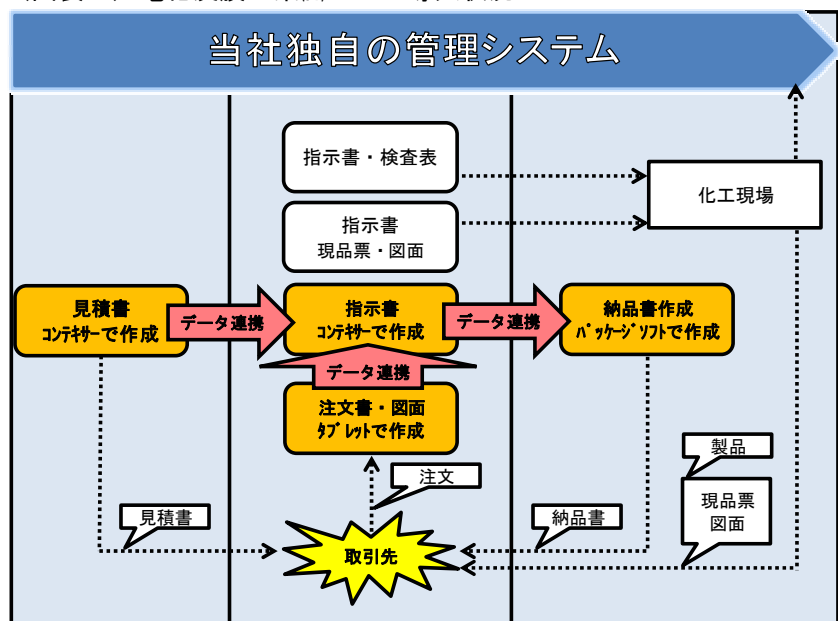 当社独自の管理システム
指示書・検査表
化工現場
指示書
現品票・図面
見積書
ｺﾝﾃｷｻｰで作成
データ連携
指示書
ｺﾝﾃｷｻｰで作成
データ連携
納品書作成
ﾊﾟｯｹｰｼﾞｿﾌﾄで作成
データ連携
注文書・図面
ﾀﾌﾞﾚｯﾄで作成
製品
注文
見積書
納品書
現品票
図面
取引先